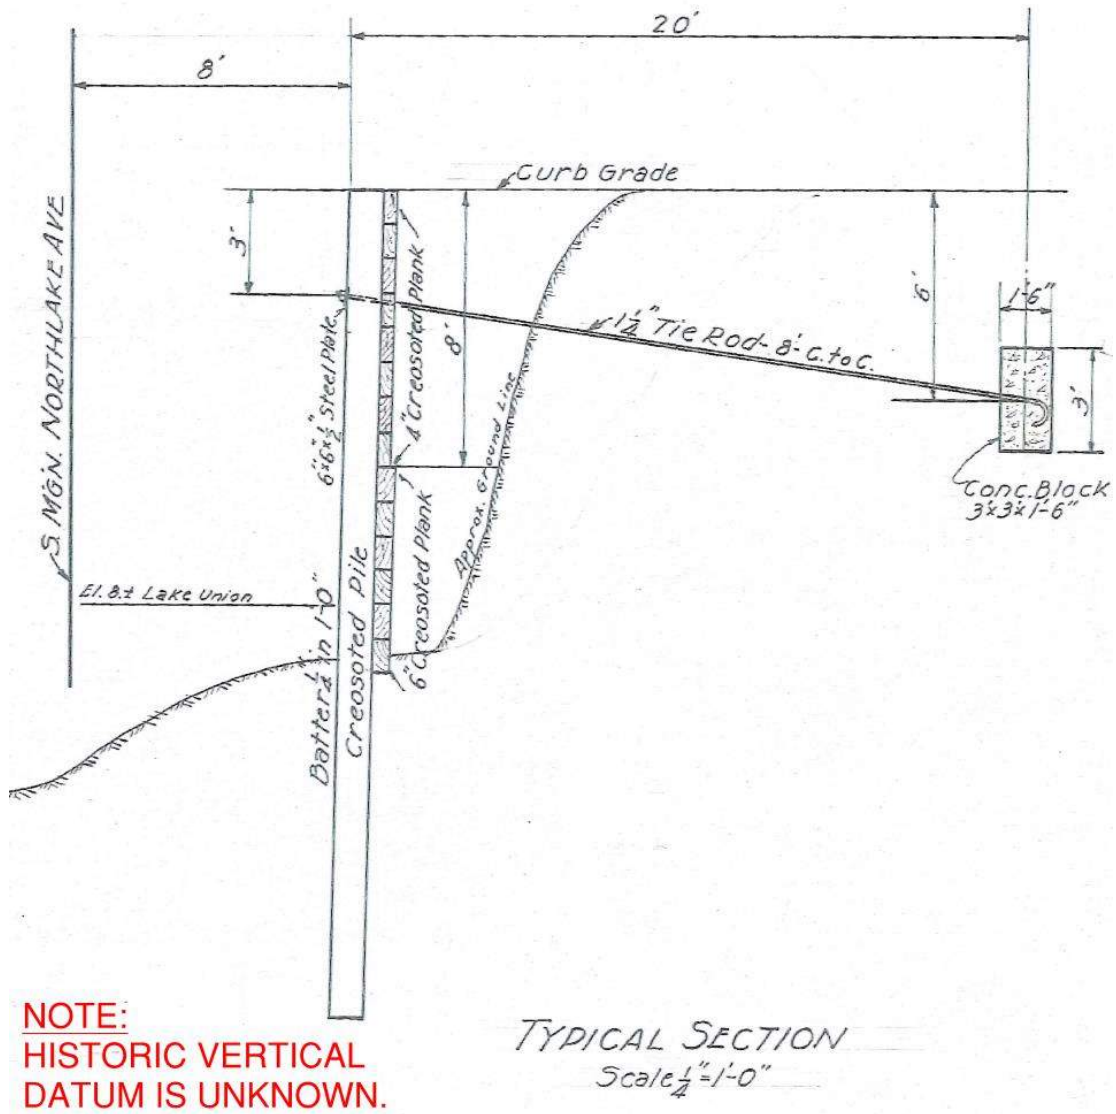 20'
8'
Curb Grade
3'
S. MGN. NORTHLAKE AVE
6"x6"x1/2" Steel Plate
4" Creosoted Plank
8'
1 1/4" Tie Rod - 8'- C. to C.
6'
1'-6"
3'
Conc. Block
3'x3'x1'-6"
Approx. Ground Line
El. 8.± Lake Union
Batter 1/2" in 1'-0"
Creosoted Pile
6" Creosoted Plank
NOTE:
HISTORIC VERTICAL
DATUM IS UNKNOWN.
TYPICAL SECTION
Scale 1/4"=1'-0"